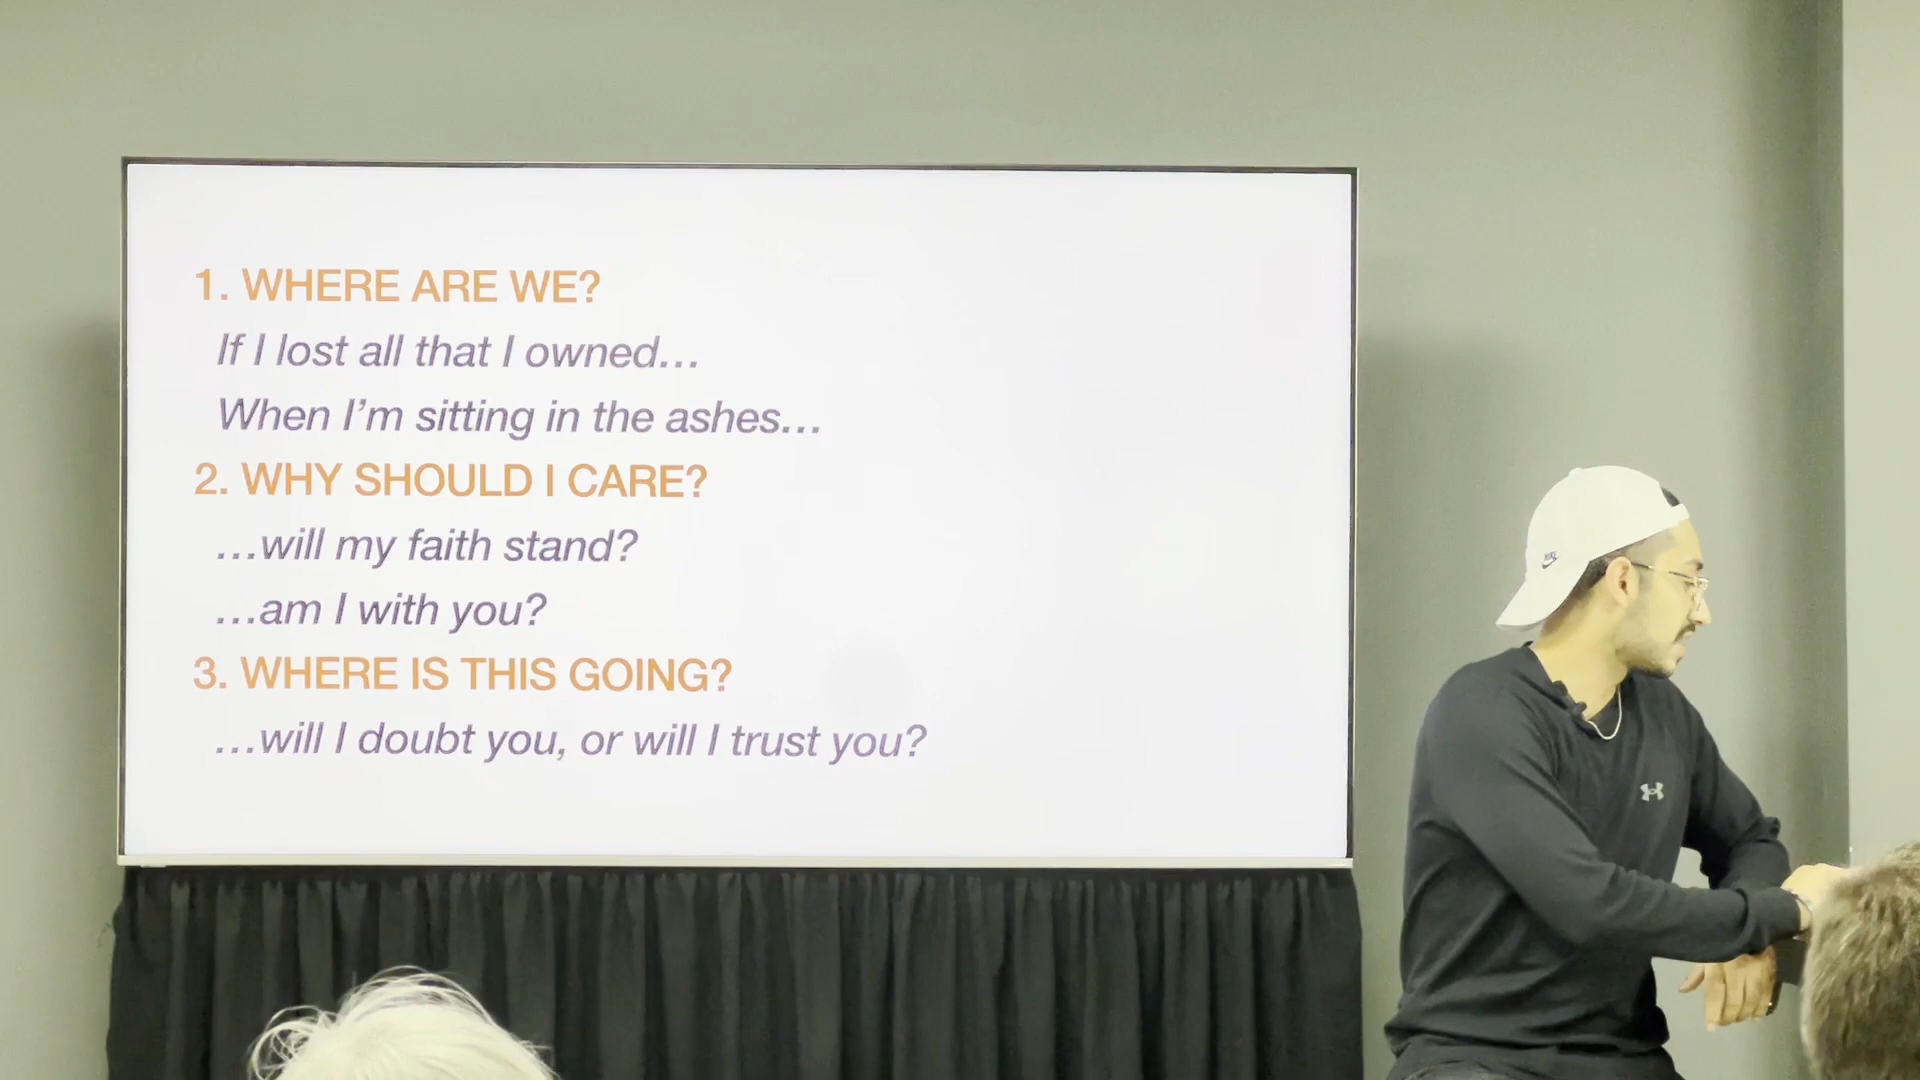 1. WHERE ARE WE?
If I lost all that I owned...
When I'm sitting in the ashes...
2. WHY SHOULD I CARE?
...will my faith stand?
...am I with you?
3. WHERE IS THIS GOING?
...will I doubt you, or will I trust you?
NIKE